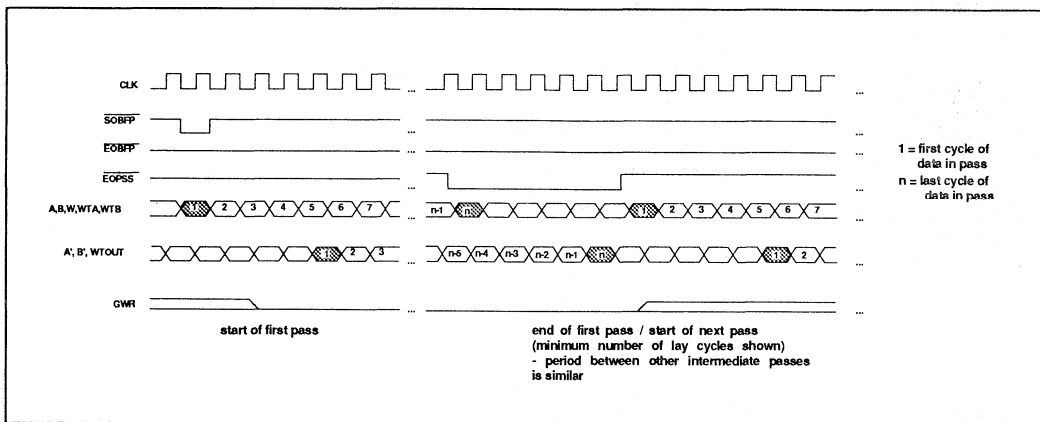 CLK
...
...
SOBFP
...
...
EOBFP
...
...
EOPSS
...
...
1 = first cycle of
data in pass
n = last cycle of
data in pass
A,B,W,WTA,WTB 1 2 3 4 5 6 7 ... n-1 n 1 2 3 4 5 6 7 ...
A', B', WTOUT 1 2 3 ... n-5 n-4 n-3 n-2 n-1 n 1 2 ...
GWR
...
...
start of first pass
end of first pass / start of next pass
(minimum number of lay cycles shown)
- period between other intermediate passes
is similar